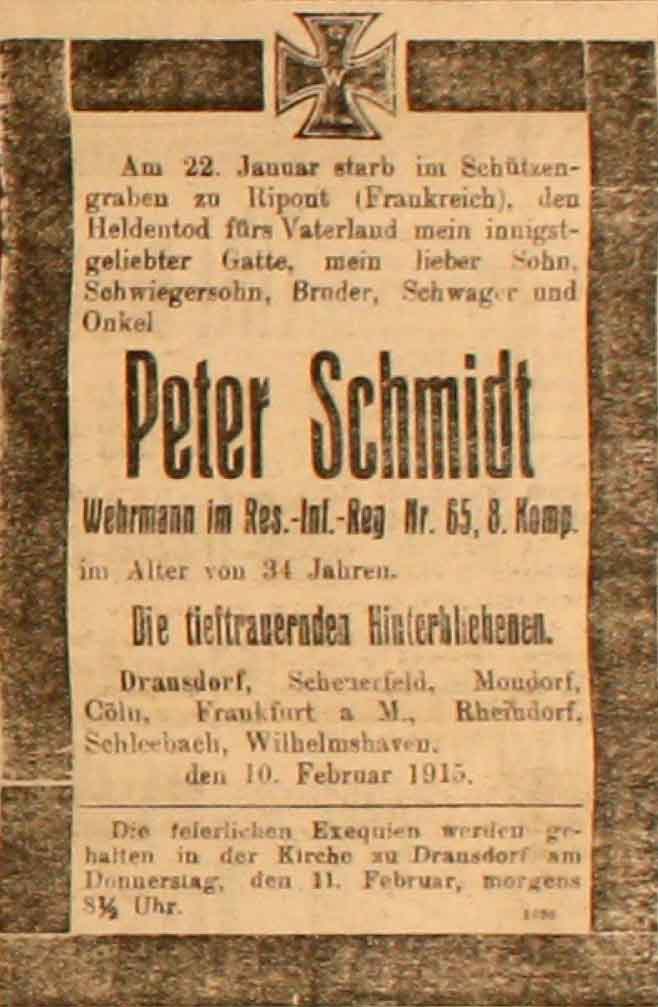 W
Am 22. Januar starb im Schützen-
graben zu Ripont (Frankreich), den
Heldentod fürs Vaterland mein innigst-
geliebter Gatte, mein lieber Sohn,
Schwiegersohn, Bruder, Schwager und
Onkel
Peter Schmidt
Wehrmann im Res.-Inf.-Reg Nr. 65, 8. Komp.
im Alter von 34 Jahren.
Die tieftrauernden Hinterbliebenen.
Dransdorf, Scheuerfeld, Mondorf,
Cöln, Frankfurt a M., Rheindorf,
Schleebach, Wilhelmshaven,
den 10. Februar 1915.
Die feierlichen Exequien werden ge-
halten in der Kirche zu Dransdorf am
Donnerstag, den 11. Februar, morgens
8½ Uhr.